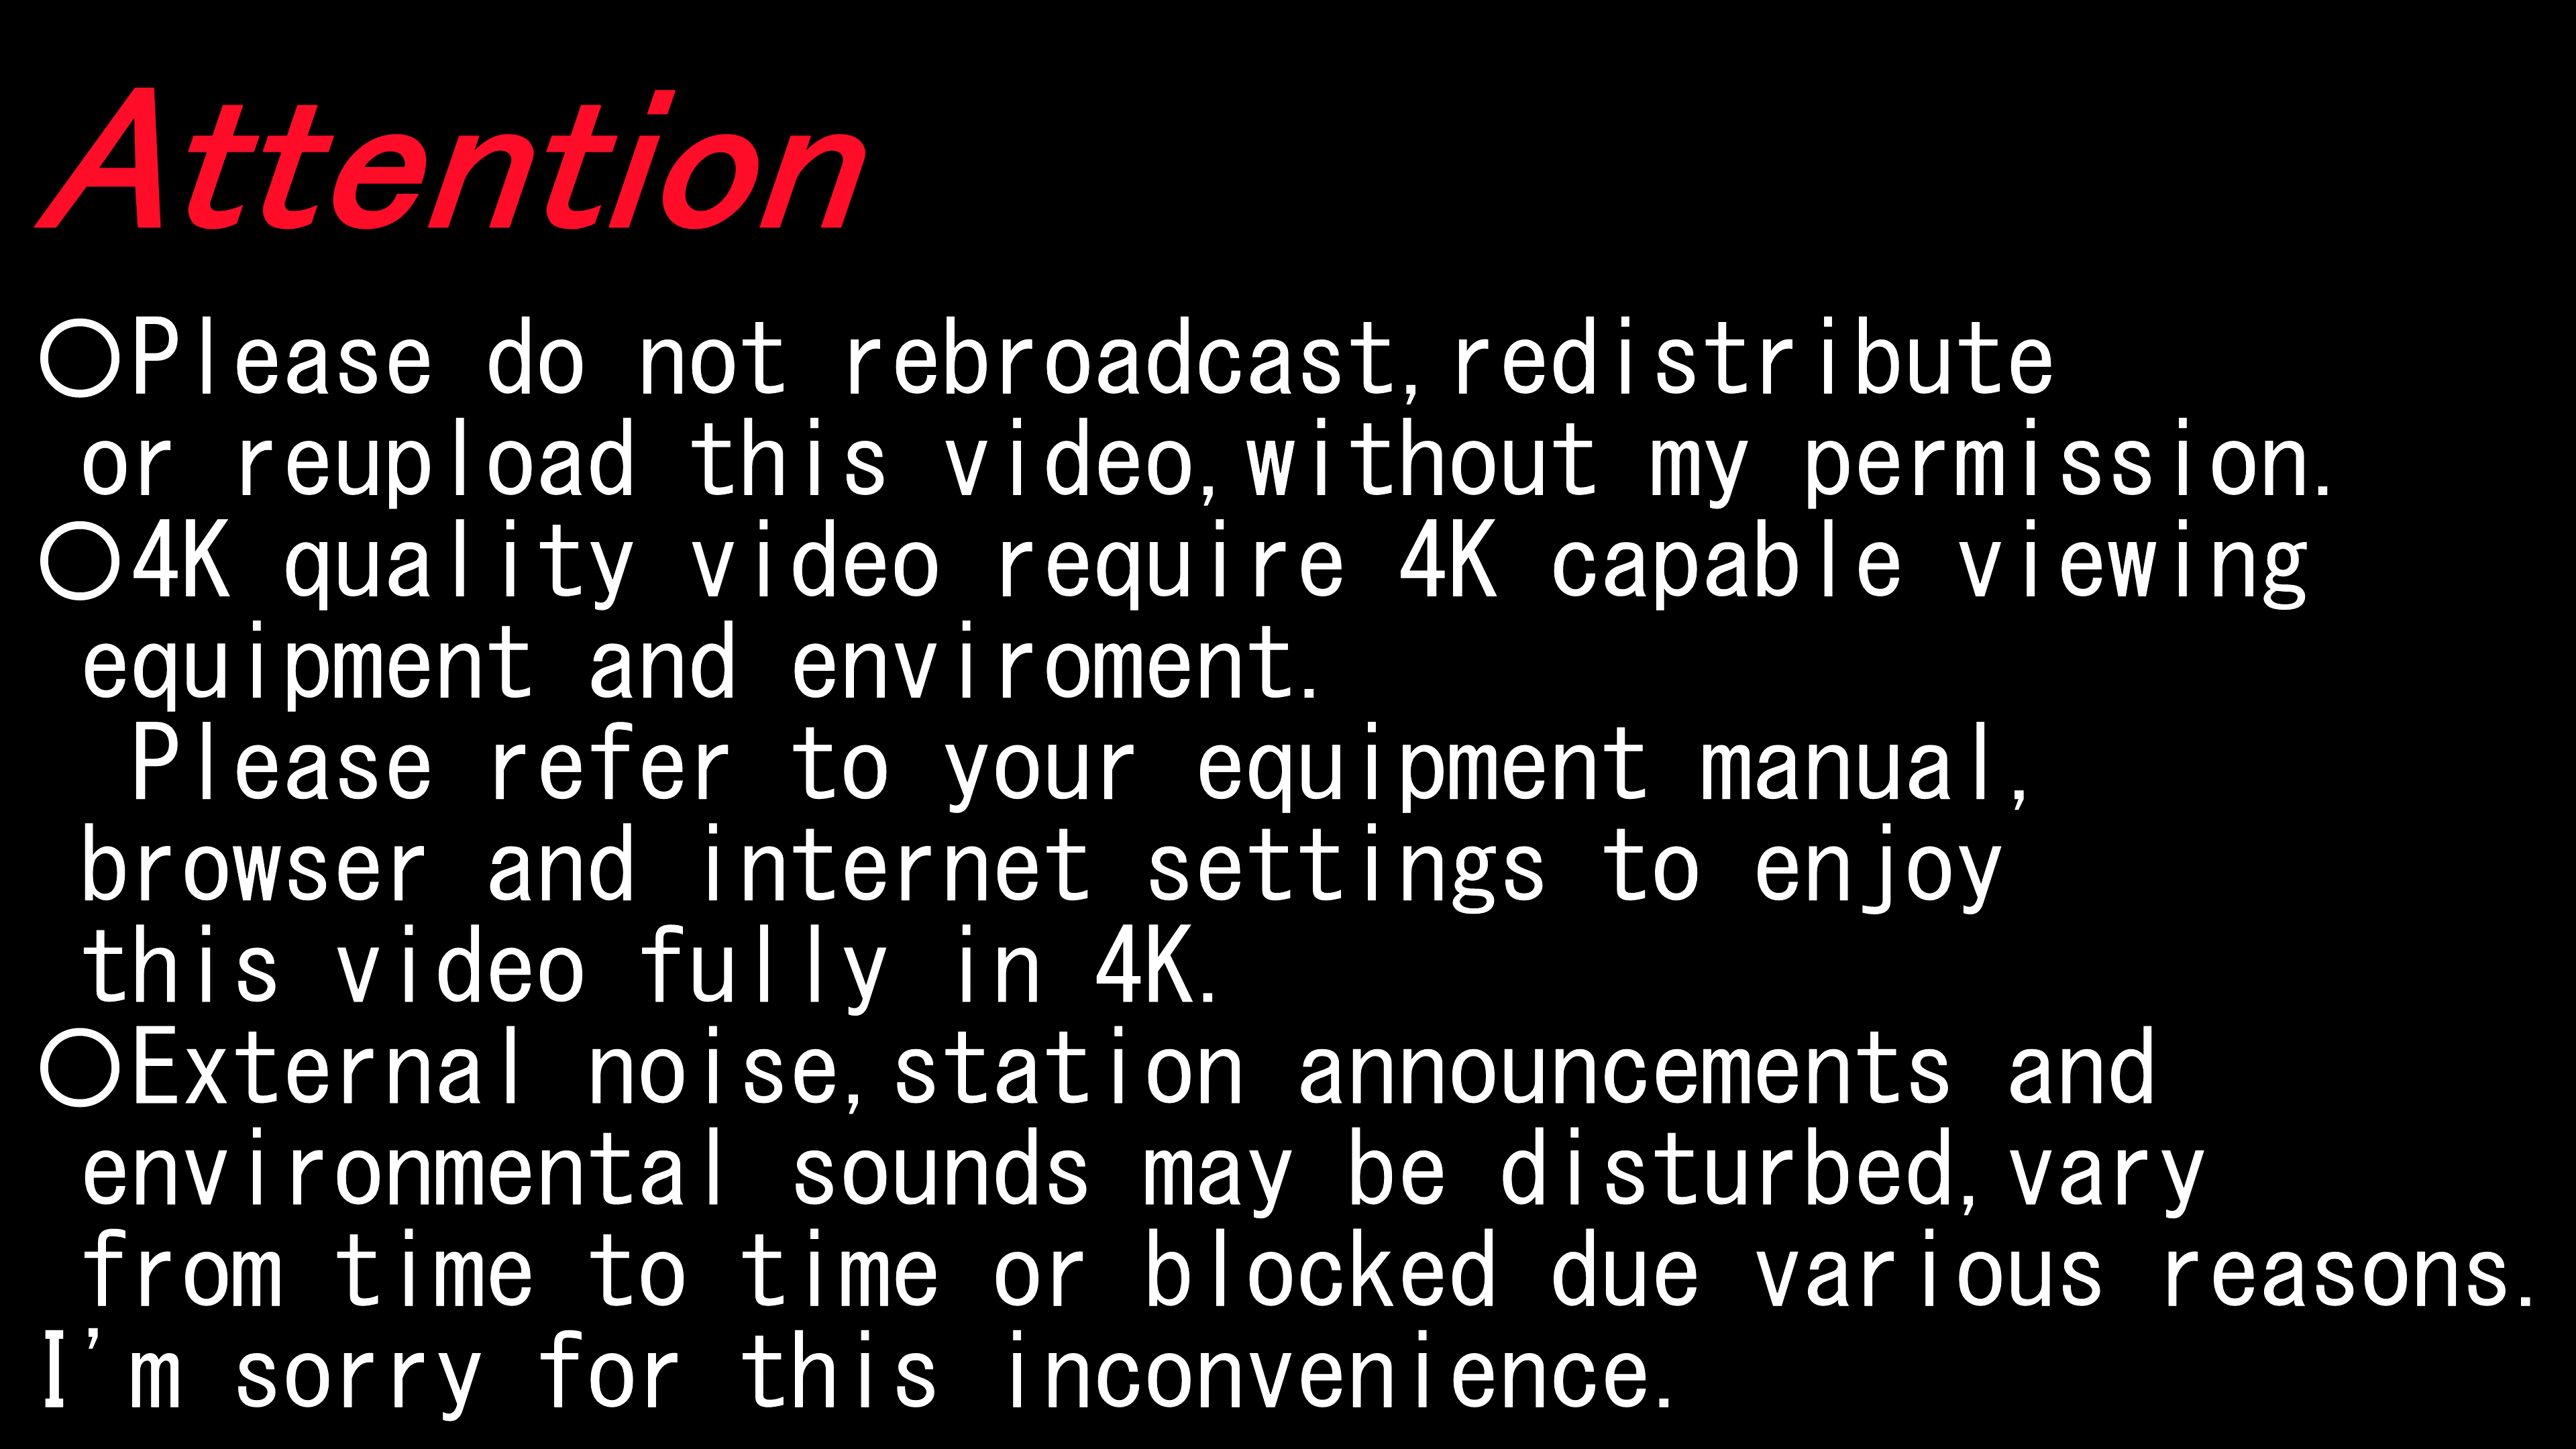 Attention
○Please do not rebroadcast,redistribute
or reupload this video,without my permission.
○4K quality video require 4K capable viewing
equipment and enviroment.
Please refer to your equipment manual,
browser and internet settings to enjoy
this video fully in 4K.
○External noise,station announcements and
environmental sounds may be disturbed,vary
from time to time or blocked due various reasons.
I'm sorry for this inconvenience.